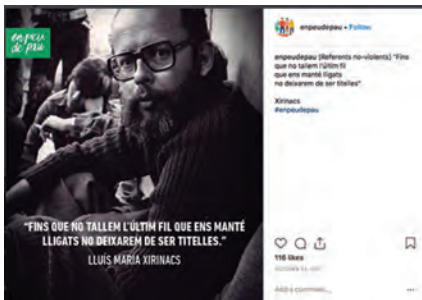 en peu
de pau
"FINS QUE NO TALLEM L'ÚLTIM FIL QUE ENS MANTÉ
LLIGATS NO DEIXAREM DE SER TITELLES."
LLUÍS MARIA XIRINACS
enpeudepau • Follow
enpeudepau (Referents no-violents) "Fins
que no tallem l'últim fil
que ens manté lligats
no deixarem de ser titelles"
Xirinacs
#enpeudepau
116 likes
Add a comment...